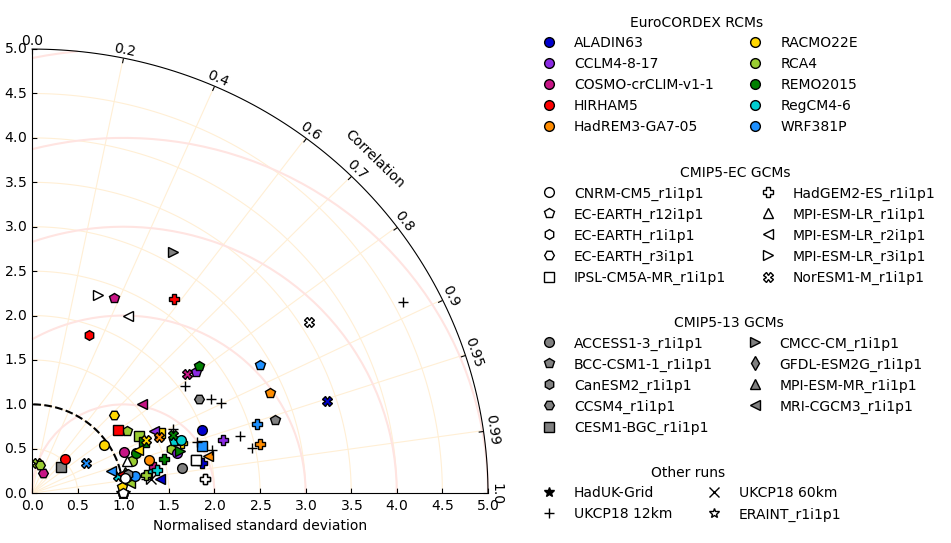 0.0
0.2
0.4
0.6
Correlation
0.7
0.8
0.9
0.95
0.99
1.0
5.0
4.5
4.0
3.5
3.0
2.5
2.0
1.5
1.0
0.5
0.0
0.0 0.5 1.0 1.5 2.0 2.5 3.0 3.5 4.0 4.5 5.0
Normalised standard deviation
EuroCORDEX RCMs
ALADIN63 RACMO22E
CCLM4-8-17 RCA4
COSMO-crCLIM-v1-1 REMO2015
HIRHAM5 RegCM4-6
HadREM3-GA7-05 WRF381P
CMIP5-EC GCMs
CNRM-CM5_r1i1p1 HadGEM2-ES_r1i1p1
EC-EARTH_r12i1p1 MPI-ESM-LR_r1i1p1
EC-EARTH_r1i1p1 MPI-ESM-LR_r2i1p1
EC-EARTH_r3i1p1 MPI-ESM-LR_r3i1p1
IPSL-CM5A-MR_r1i1p1 NorESM1-M_r1i1p1
CMIP5-13 GCMs
ACCESS1-3_r1i1p1 CMCC-CM_r1i1p1
BCC-CSM1-1_r1i1p1 GFDL-ESM2G_r1i1p1
CanESM2_r1i1p1 MPI-ESM-MR_r1i1p1
CCSM4_r1i1p1 MRI-CGCM3_r1i1p1
CESM1-BGC_r1i1p1
Other runs
HadUK-Grid UKCP18 60km
UKCP18 12km ERAINT_r1i1p1